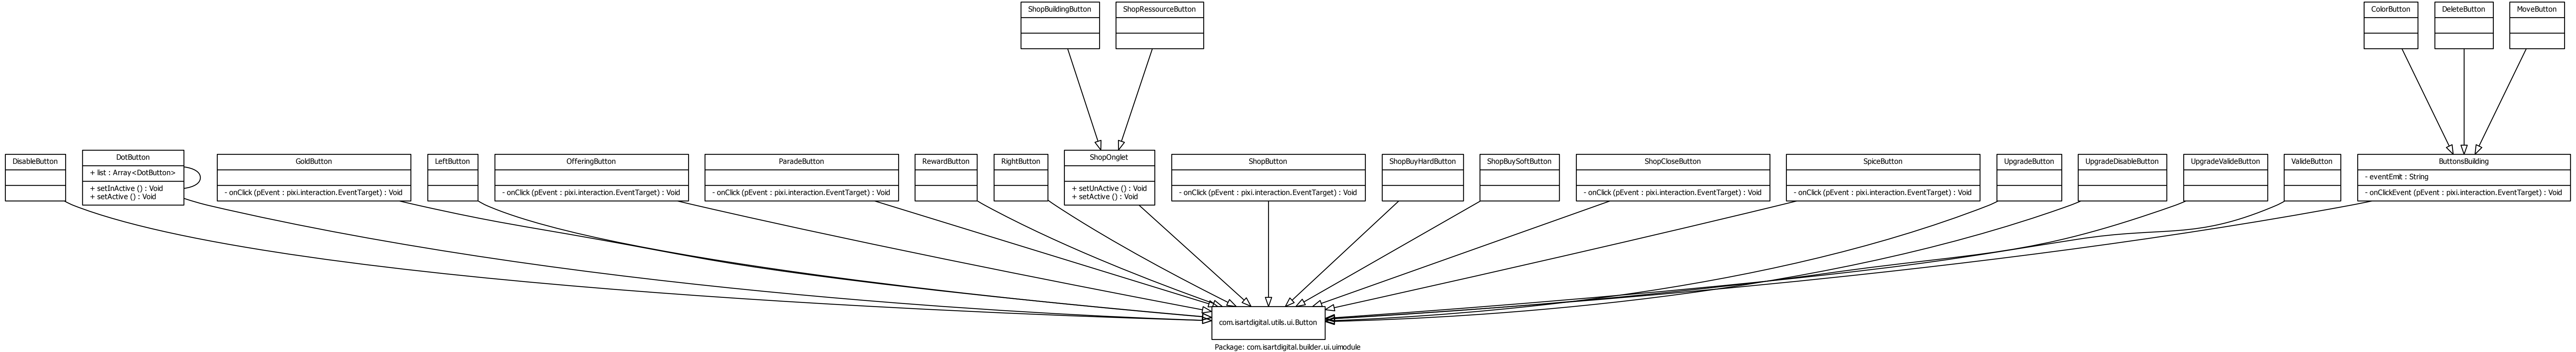 ShopBuildingButton
ShopRessourceButton
ColorButton
DeleteButton
MoveButton
DisableButton
DotButton
+ list : Array<DotButton>
+ setInActive () : Void
+ setActive () : Void
GoldButton
- onClick (pEvent : pixi.interaction.EventTarget) : Void
LeftButton
OfferingButton
- onClick (pEvent : pixi.interaction.EventTarget) : Void
ParadeButton
- onClick (pEvent : pixi.interaction.EventTarget) : Void
RewardButton
RightButton
ShopOnglet
+ setUnActive () : Void
+ setActive () : Void
ShopButton
- onClick (pEvent : pixi.interaction.EventTarget) : Void
ShopBuyHardButton
ShopBuySoftButton
ShopCloseButton
- onClick (pEvent : pixi.interaction.EventTarget) : Void
SpiceButton
- onClick (pEvent : pixi.interaction.EventTarget) : Void
UpgradeButton
UpgradeDisableButton
UpgradeValideButton
ValideButton
ButtonsBuilding
- eventEmit : String
- onClickEvent (pEvent : pixi.interaction.EventTarget) : Void
com.isartdigital.utils.ui.Button
Package: com.isartdigital.builder.ui.uimodule